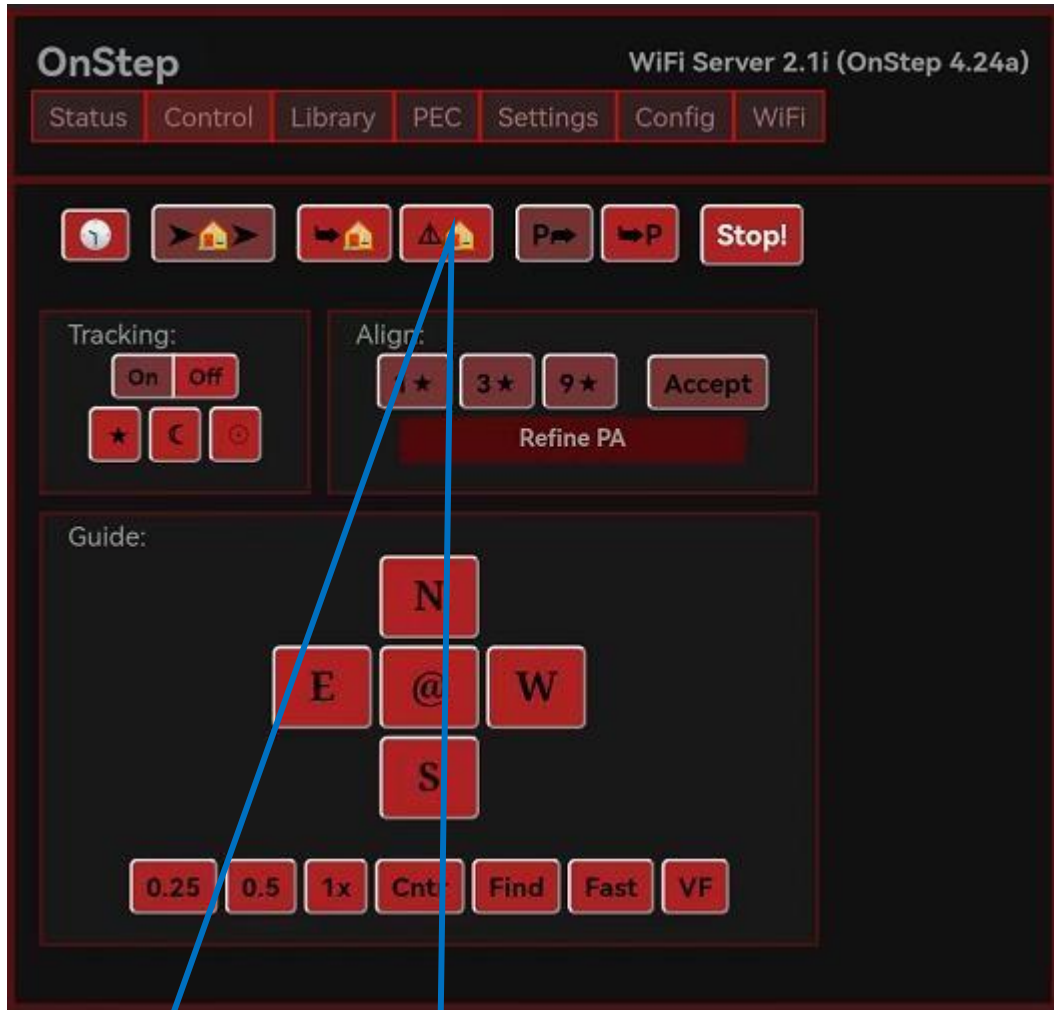 OnStep
WiFi Server 2.1i (OnStep 4.24a)
Status Control Library PEC Settings Config WiFi
P P Stop!
Tracking:
On Off
Align:
3★ 9★ Accept
Refine PA
Guide:
N
E @ W
S
0.25 0.5 1x Cntr Find Fast VF